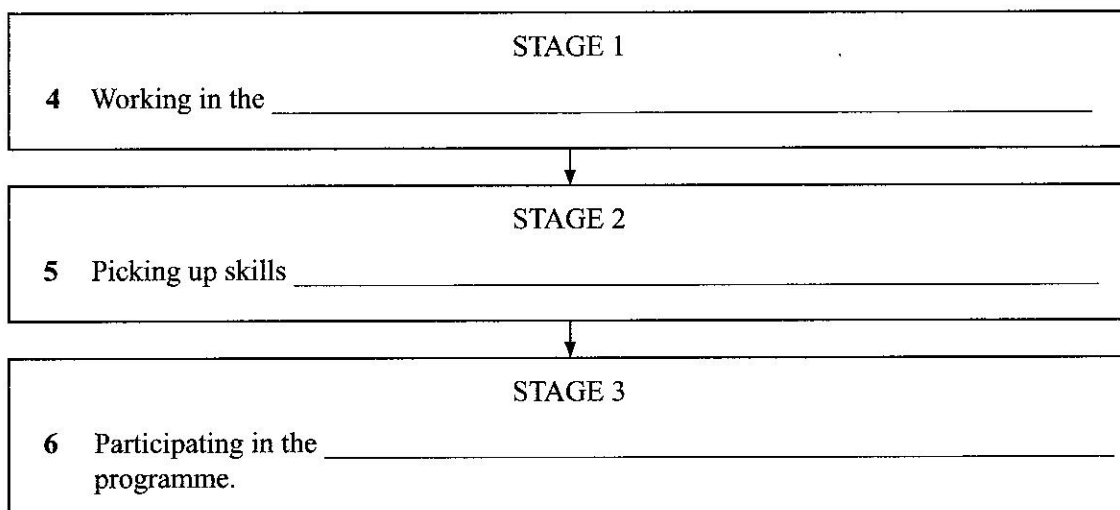 STAGE 1
4 Working in the
STAGE 2
5 Picking up skills
STAGE 3
6 Participating in the
programme.